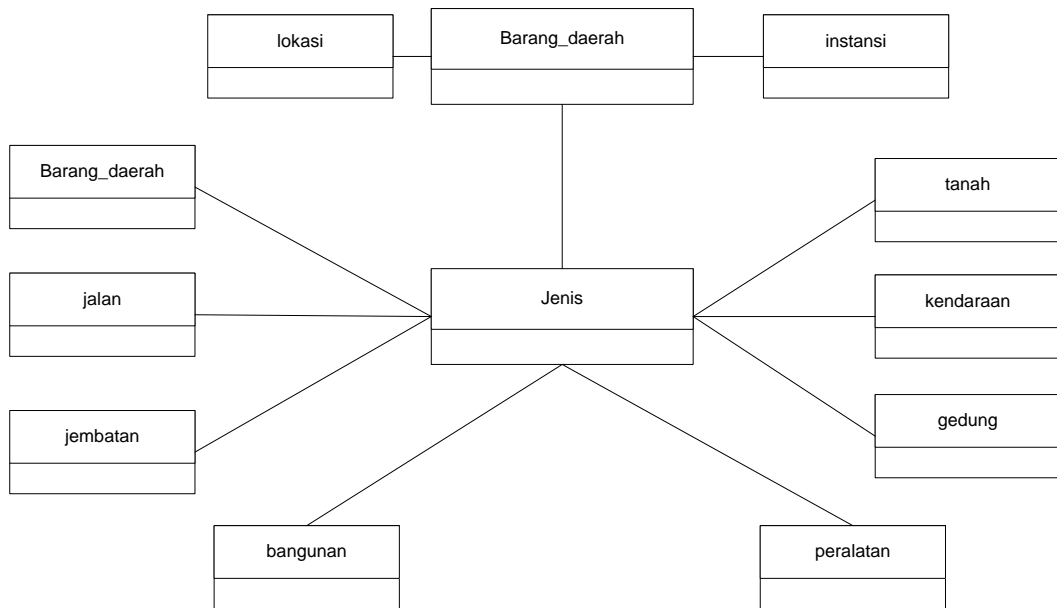 lokasi
Barang_daerah
instansi
Barang_daerah
tanah
jalan
Jenis
kendaraan
jembatan
gedung
bangunan
peralatan